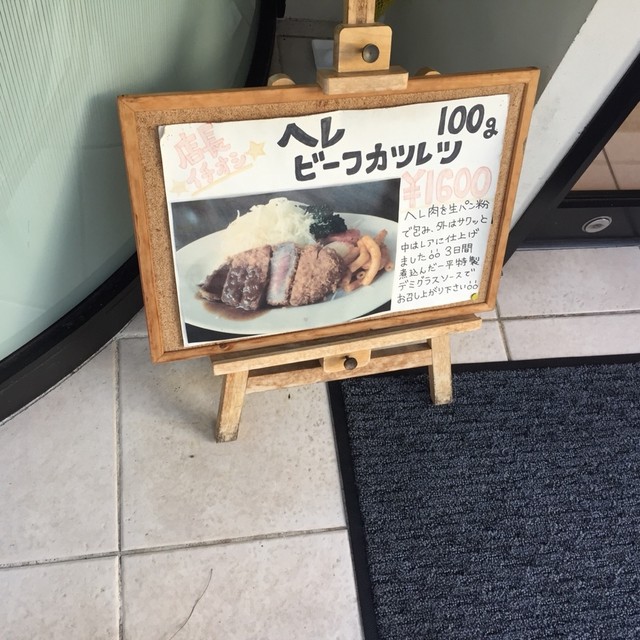 店長
イチオシ
ヘレ 100g
ビーフカツレツ
¥1600
ヘレ肉を生パン粉
で包み、外はサクッと
中はレアに仕上げ
ました。。3日間
煮込んだ一平特製
デミグラスソースで
お召し上がり下さい。。